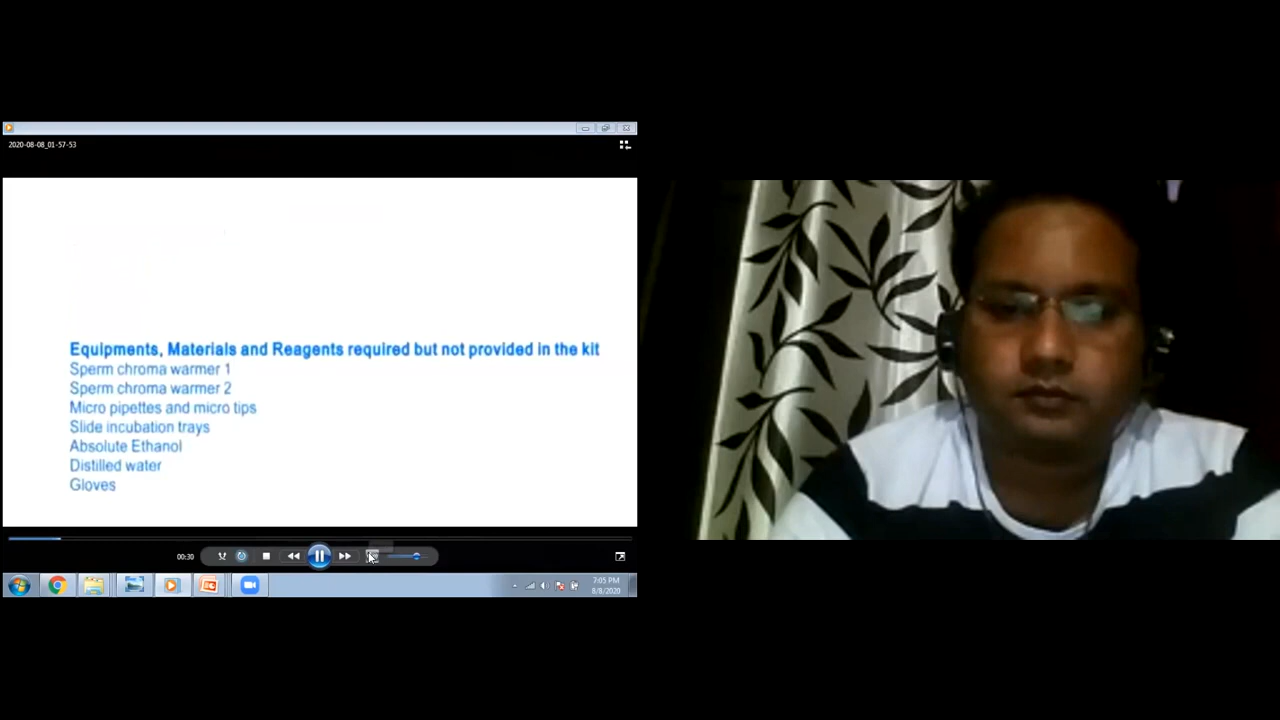 2020-08-08_01-57-53
Equipments, Materials and Reagents required but not provided in the kit
Sperm chroma warmer 1
Sperm chroma warmer 2
Micro pipettes and micro tips
Slide incubation trays
Absolute Ethanol
Distilled water
Gloves
00:30
7:05 PM
8/8/2020